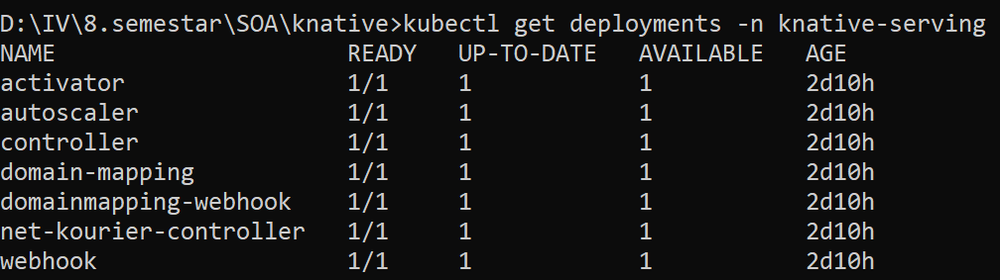 D:\IV\8.semestar\SOA\knative>kubectl get deployments -n knative-serving
NAME                    READY   UP-TO-DATE   AVAILABLE   AGE
activator               1/1     1            1           2d10h
autoscaler              1/1     1            1           2d10h
controller              1/1     1            1           2d10h
domain-mapping          1/1     1            1           2d10h
domainmapping-webhook   1/1     1            1           2d10h
net-kourier-controller  1/1     1            1           2d10h
webhook                 1/1     1            1           2d10h